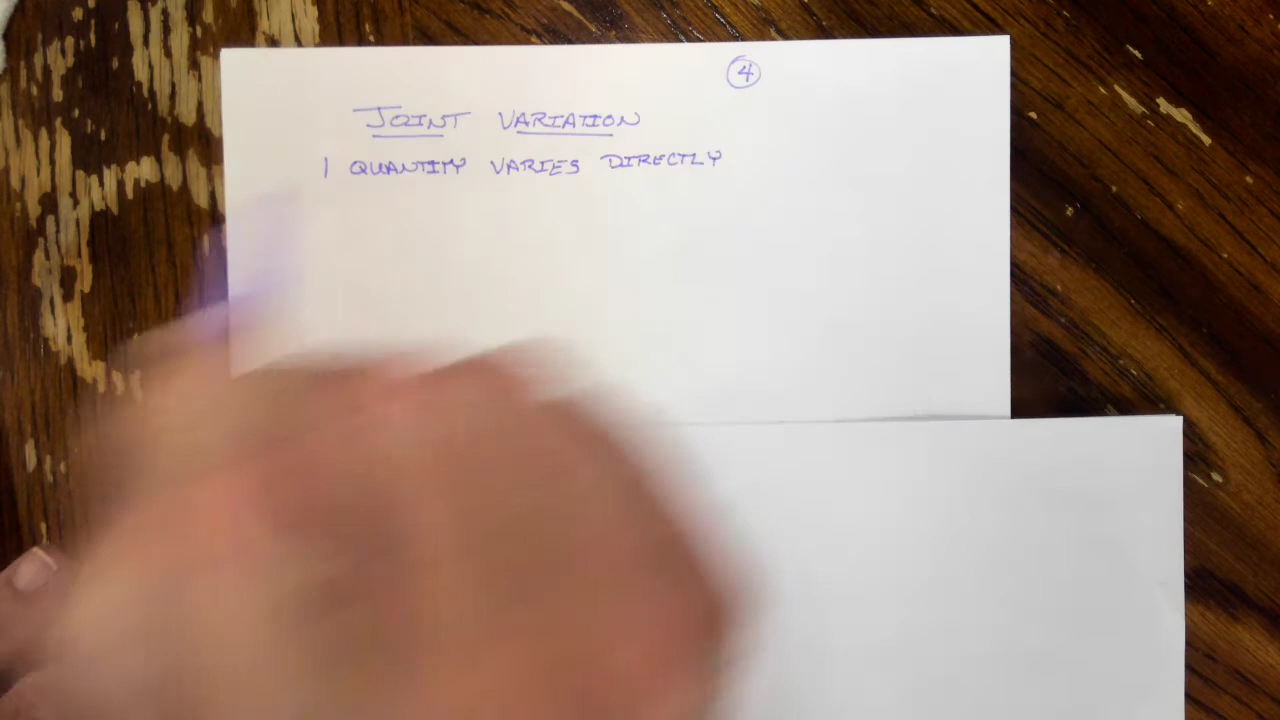 ④
JOINT VARIATION
1 QUANTITY VARIES DIRECTLY